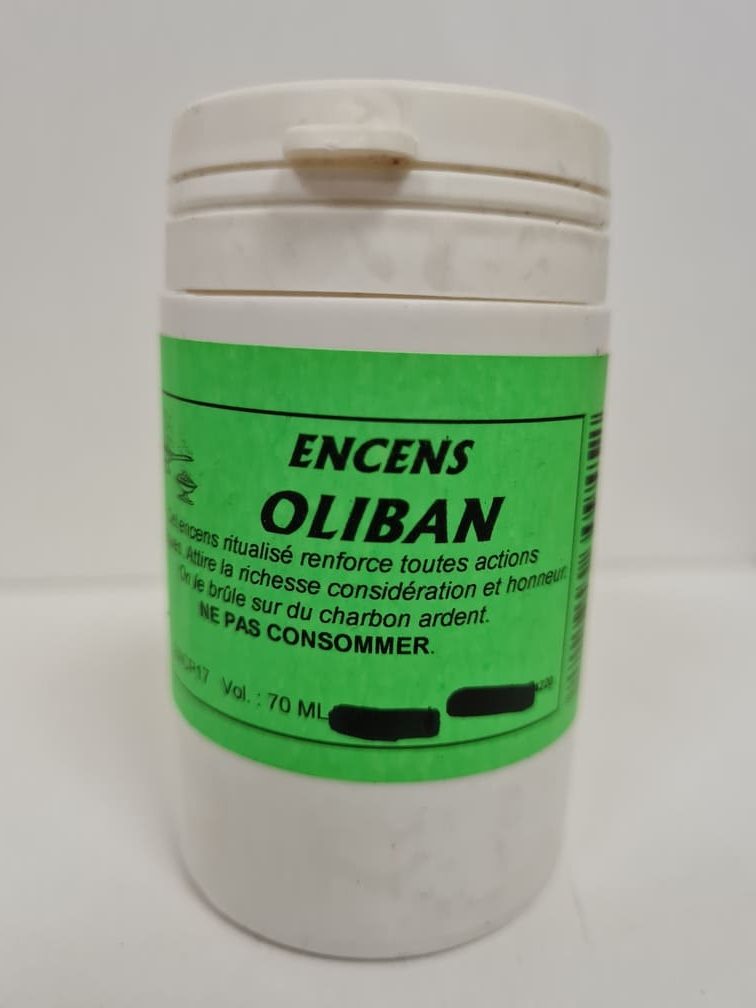 ENCENS
OLIBAN
encens ritualisé renforce toutes actions
Attire la richesse considération et honneur.
On le brûle sur du charbon ardent.
NE PAS CONSOMMER.
Vol. : 70 ML